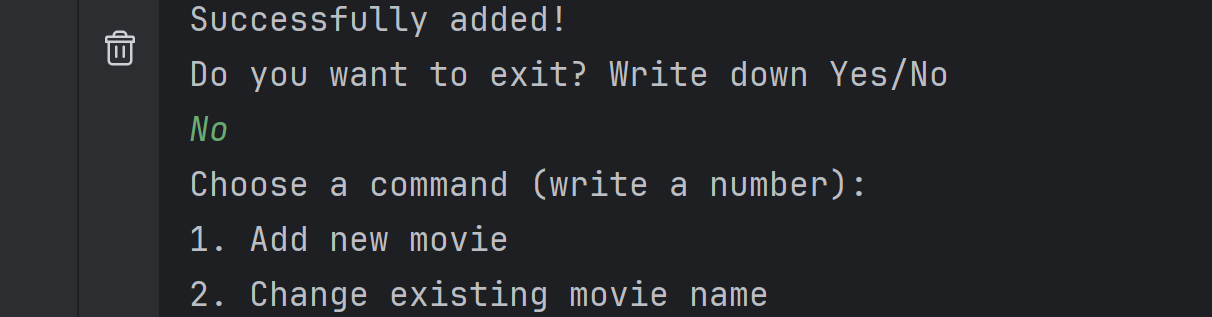 Successfully added!
Do you want to exit? Write down Yes/No
No
Choose a command (write a number):
1. Add new movie
2. Change existing movie name